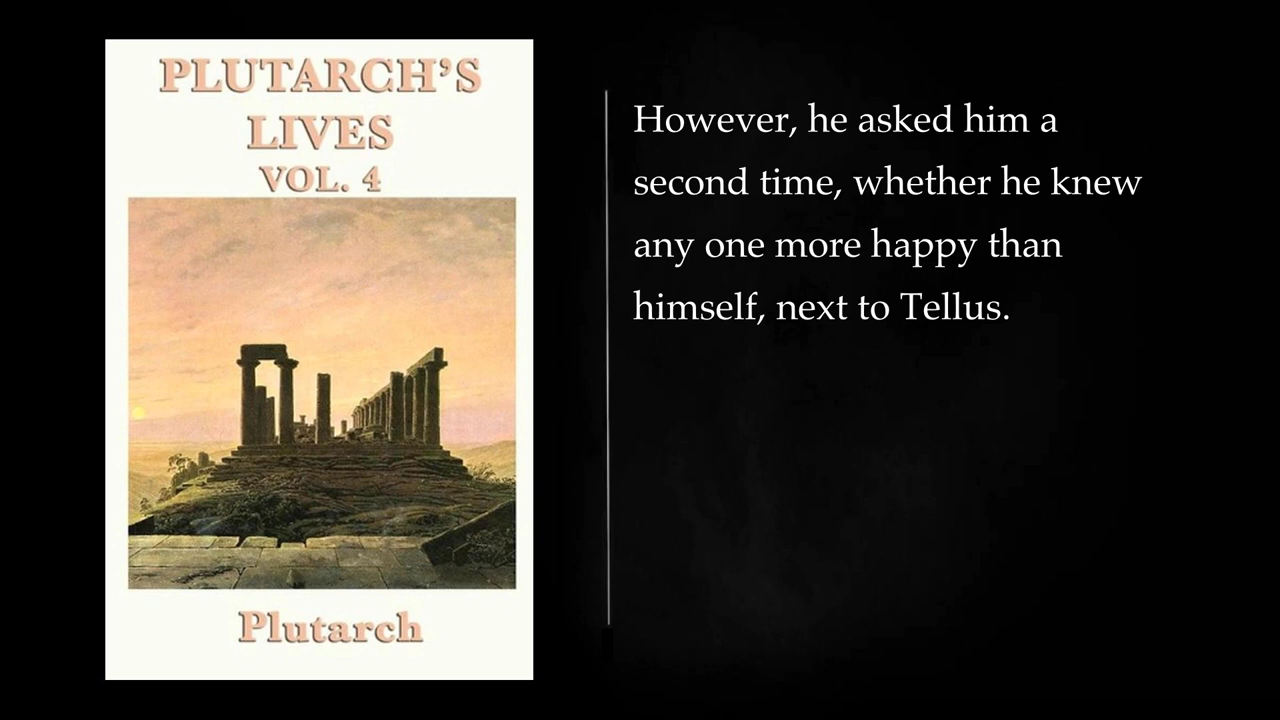 PLUTARCH'S
LIVES
VOL. 4
Plutarch
However, he asked him a
second time, whether he knew
any one more happy than
himself, next to Tellus.